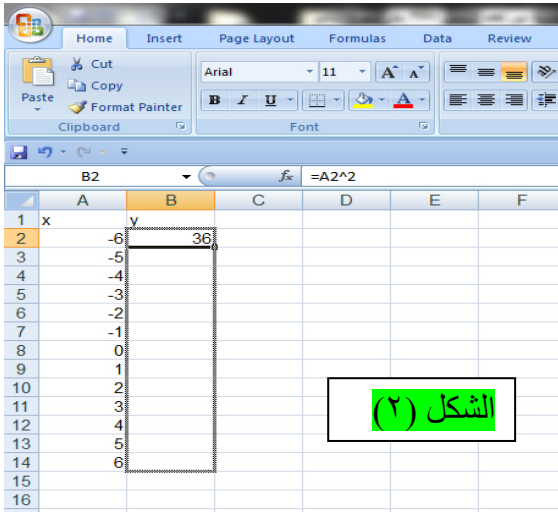 Home Insert Page Layout Formulas Data Review
Cut
Copy
Paste
Format Painter
Arial 11 A A
B I U A
Clipboard Font
B2 fx =A2^2
A B C D E F
1 x y
2 -6 36
3 -5
4 -4
5 -3
6 -2
7 -1
8 0
9 1
10 2
11 3
12 4
13 5
14 6
15
16
الشكل (٢)